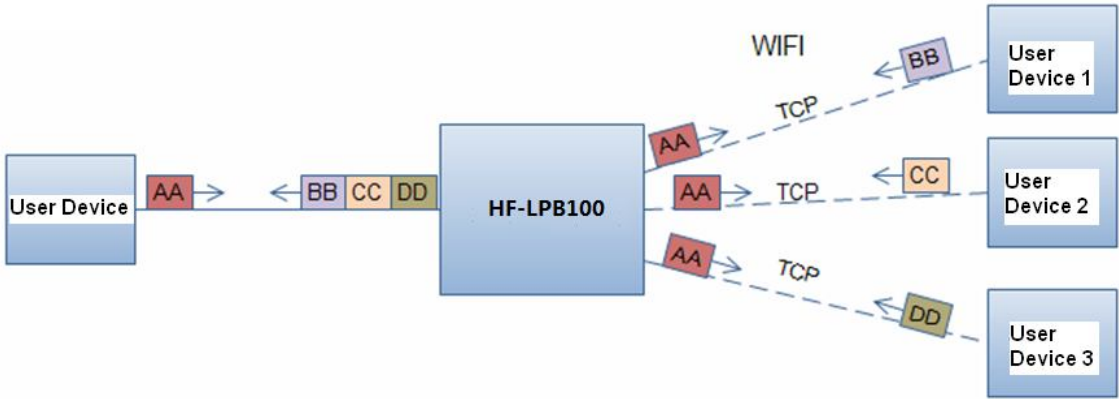 WIFI
User
Device 1
BB
TCP
AA
User Device
AA
BB CC DD
HF-LPB100
AA
TCP
CC
User
Device 2
AA
TCP
DD
User
Device 3